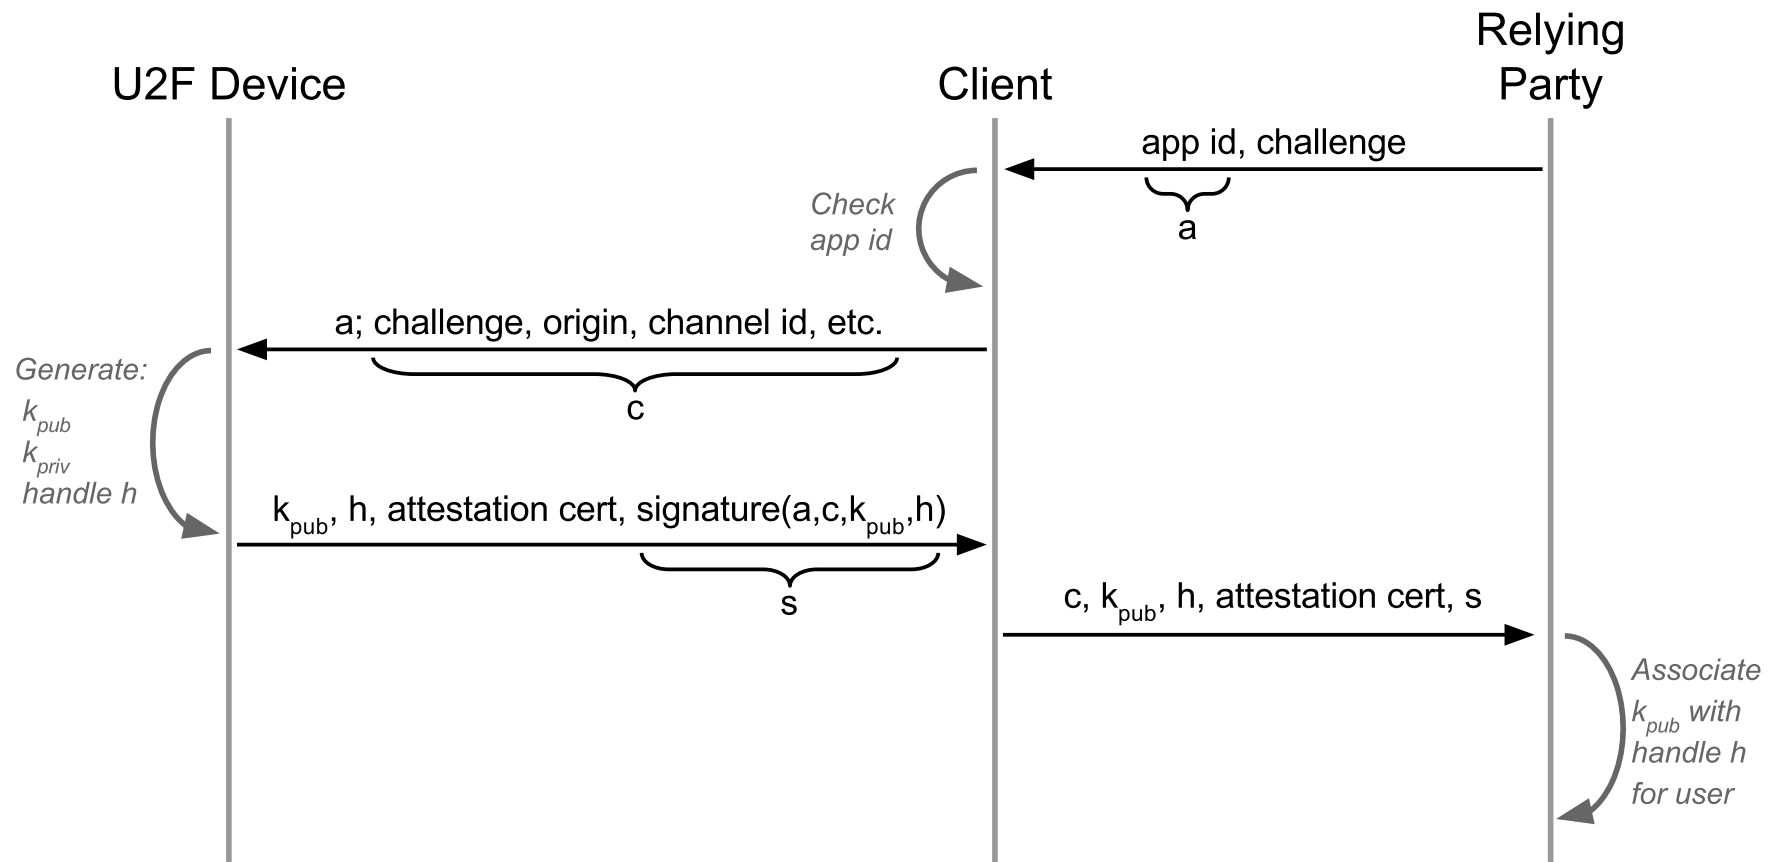 U2F Device
Client
Relying
Party
app id, challenge
a
Check
app id
a; challenge, origin, channel id, etc.
c
Generate:
kpub
kpriv
handle h
kpub, h, attestation cert, signature(a,c,kpub,h)
s
c, kpub, h, attestation cert, s
Associate
kpub with
handle h
for user